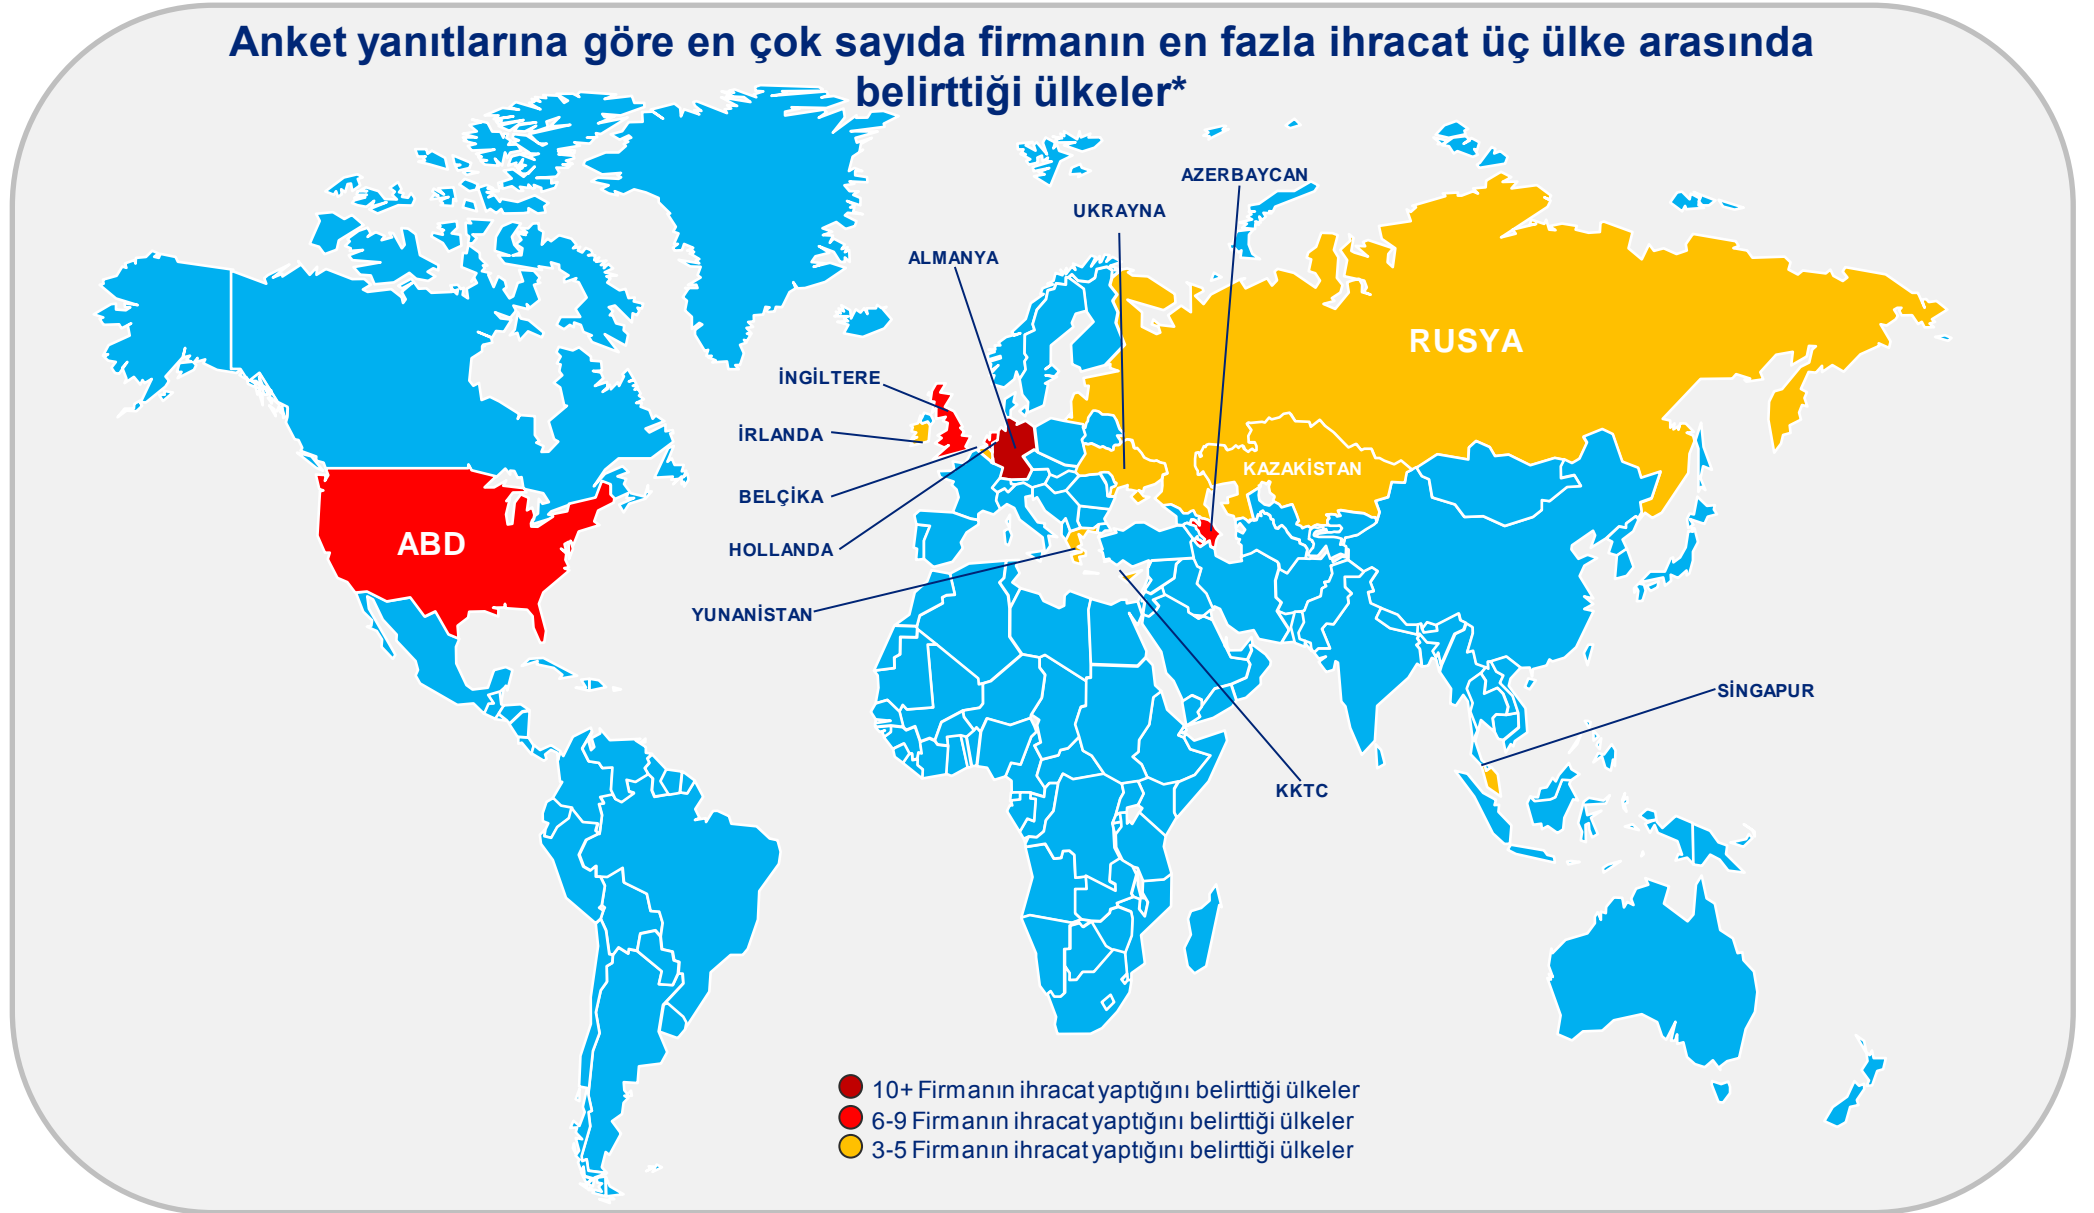 Anket yanıtlarına göre en çok sayıda firmanın en fazla ihracat üç ülke arasında
belirttiği ülkeler*
AZERBAYCAN
UKRAYNA
ALMANYA
RUSYA
İNGİLTERE
İRLANDA
KAZAKİSTAN
BELÇİKA
ABD
HOLLANDA
YUNANİSTAN
SİNGAPUR
KKTC
10+ Firmanın ihracat yaptığını belirttiği ülkeler
6-9 Firmanın ihracat yaptığını belirttiği ülkeler
3-5 Firmanın ihracat yaptığını belirttiği ülkeler